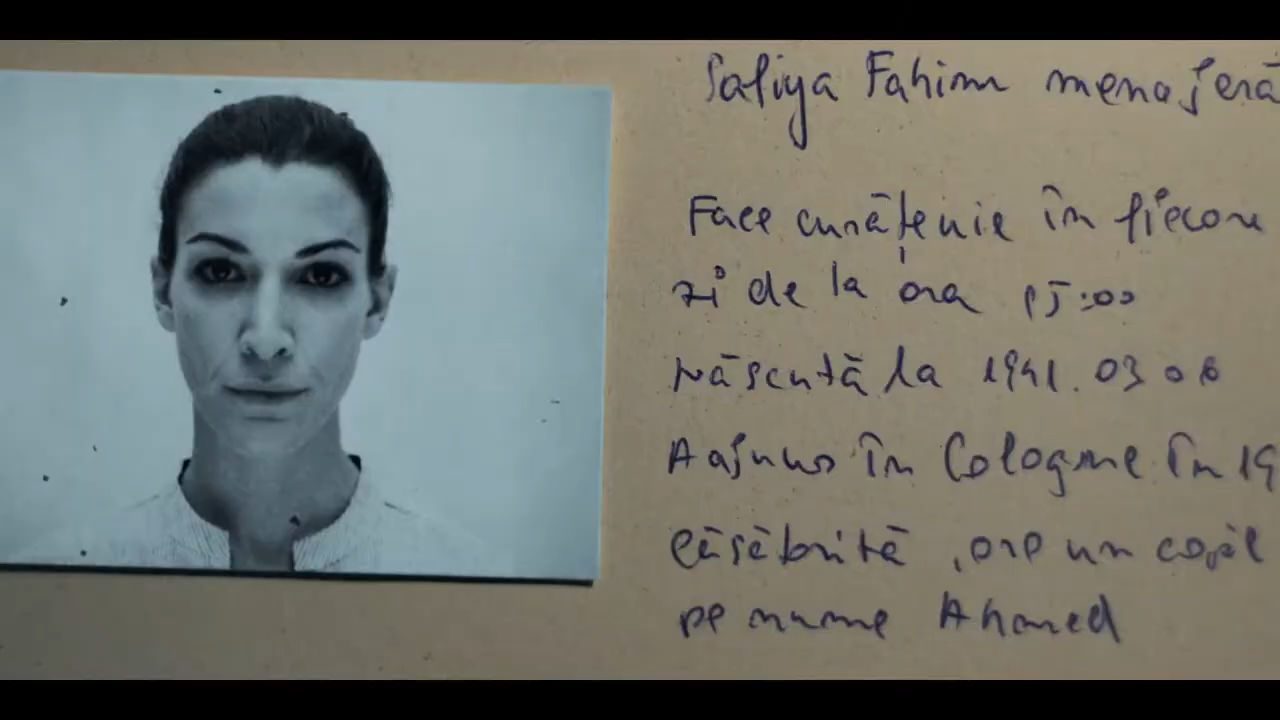 Safiya Fahim menajeră
Face curățenie în fiecare
zi de la ora 15:00
născută la 1941.03 06
A ajuns în Cologne în 19
căsătorită, are un copil
pe nume Ahmed